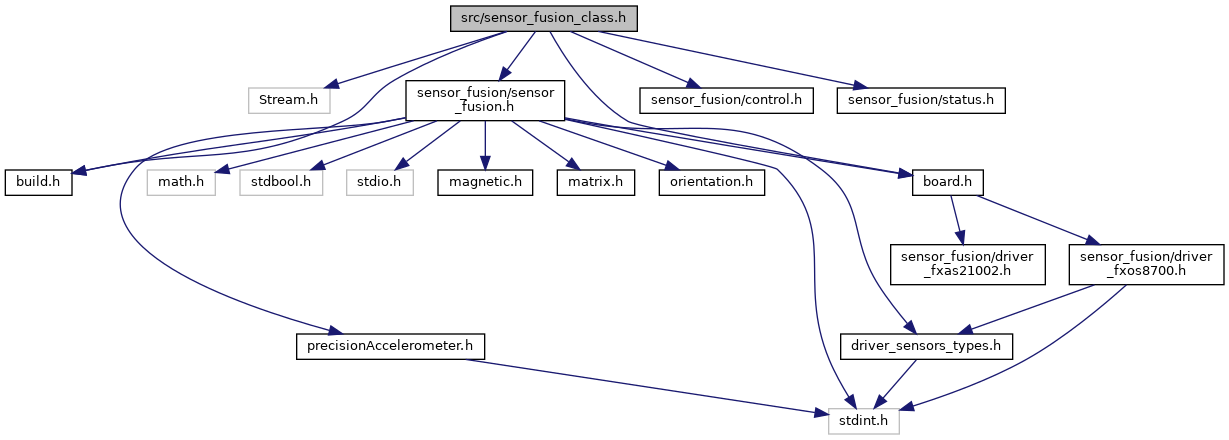 src/sensor_fusion_class.h
Stream.h
sensor_fusion/sensor
_fusion.h
sensor_fusion/control.h
sensor_fusion/status.h
build.h
math.h
stdbool.h
stdio.h
magnetic.h
matrix.h
orientation.h
board.h
sensor_fusion/driver
_fxas21002.h
sensor_fusion/driver
_fxos8700.h
precisionAccelerometer.h
driver_sensors_types.h
stdint.h